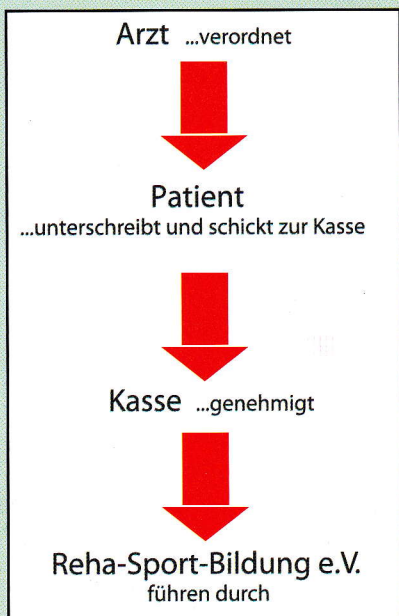 Arzt ...verordnet
Patient
...unterschreibt und schickt zur Kasse
Kasse ...genehmigt
Reha-Sport-Bildung e.V.
führen durch